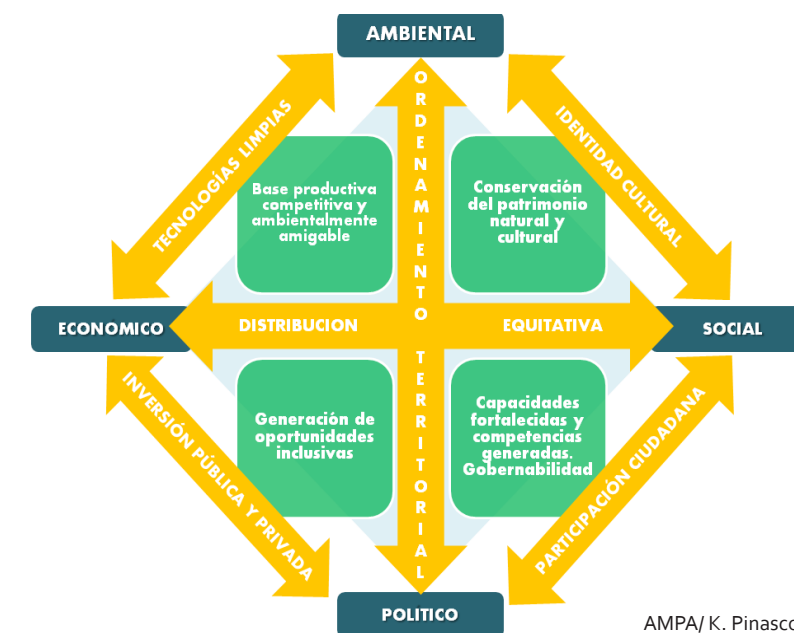 AMBIENTAL
TECNOLOGÍAS LIMPIAS
IDENTIDAD CULTURAL
ORDENAMIENTO TERRITORIAL
Base productiva
competitiva y
ambientalmente
amigable
Conservación
del patrimonio
natural y
cultural
ECONÓMICO
DISTRIBUCION EQUITATIVA
SOCIAL
Generación de
oportunidades
inclusivas
Capacidades
fortalecidas y
competencias
generadas.
Gobernabilidad
INVERSIÓN PÚBLICA Y PRIVADA
PARTICIPACIÓN CIUDADANA
POLITICO
AMPA/ K. Pinasco